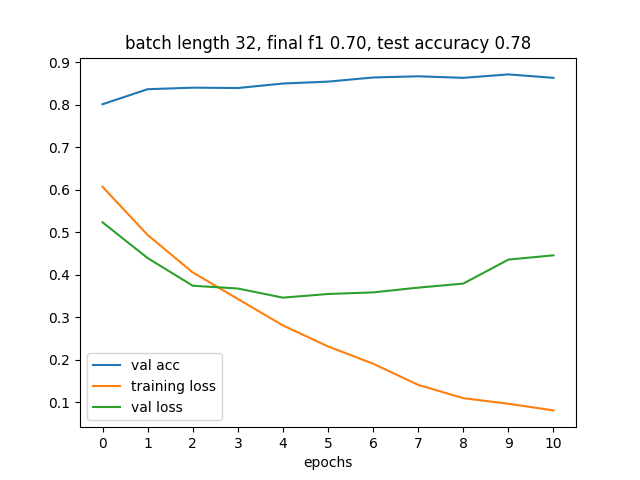 batch length 32, final f1 0.70, test accuracy 0.78
0.9
0.8
0.7
0.6
0.5
0.4
0.3
0.2
0.1
val acc
training loss
val loss
0 1 2 3 4 5 6 7 8 9 10
epochs